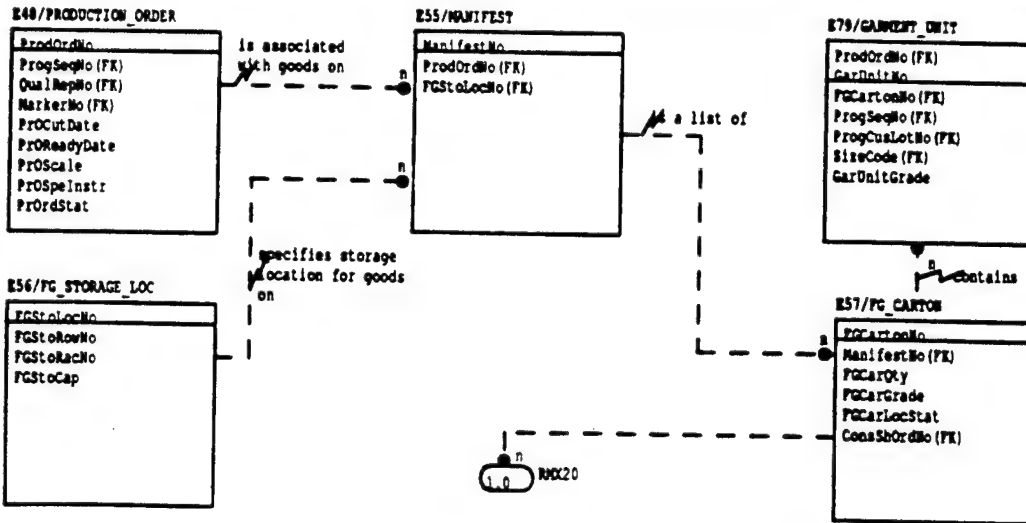 E48/PRODUCTION_ORDER
ProdOrdNo
ProgSeqNo(FK)
QualRepNo(FK)
MarkerNo(FK)
PrOCutDate
PrOReadyDate
PrOScale
PrOSpeInstr
PrOrdStat
is associated
with goods on
n
E55/MANIFEST
ManifestNo
ProdOrdNo(FK)
FGStoLocNo(FK)
a list of
E79/GARMENT_UNIT
ProdOrdNo(FK)
GarUnitNo
FGCartonNo(FK)
ProgSeqNo(FK)
ProgCusLotNo(FK)
SizeCode(FK)
GarUnitGrade
n
specifies storage
location for goods
on
n
contains
E56/FG_STORAGE_LOC
FGStoLocNo
FGStoRowNo
FGStoRacNo
FGStoCap
E57/FG_CARTON
FGCartonNo
ManifestNo(FK)
FGCarQty
FGCarGrade
FGCarLocStat
ConsShOrdNo(FK)
n
n
1.0
RMX20